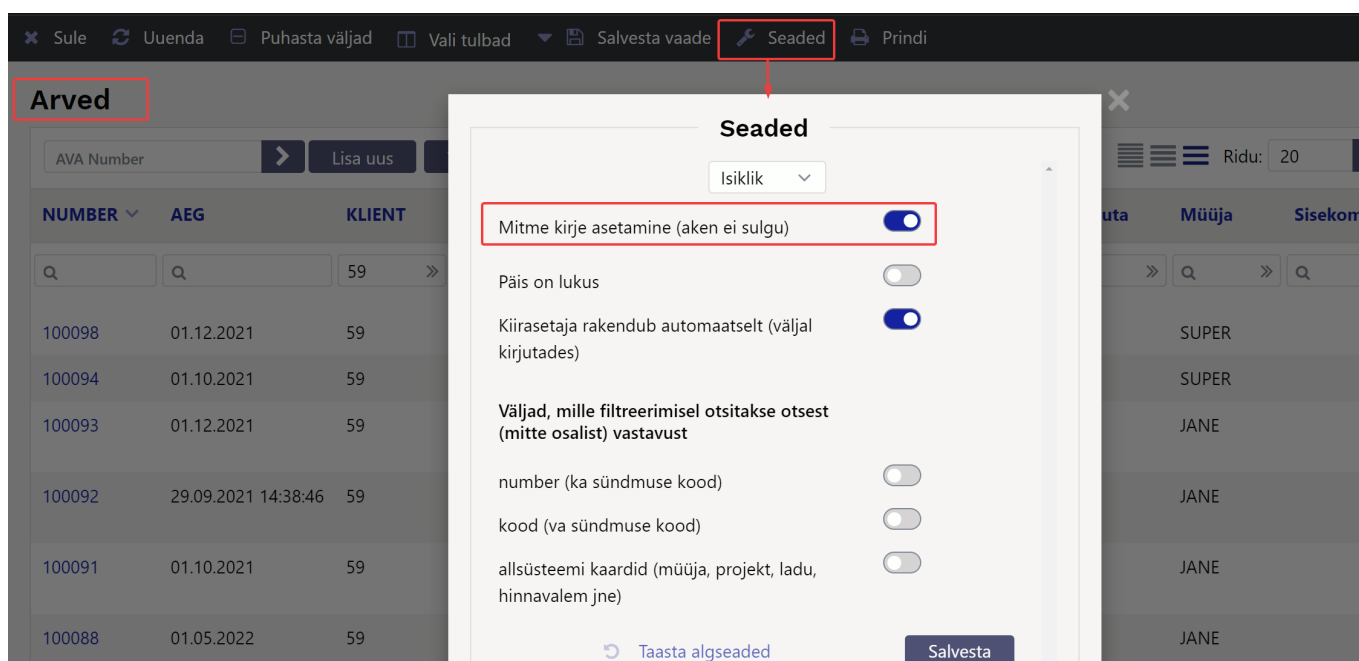 Sule Uuenda Puhasta väljad Vali tulbad Salvesta vaade Seaded Prindi
Arved
Seaded
AVA Number Lisa uus Ridu: 20
Isiklik
NUMBER AEG KLIENT uta Müüja Sisekom
Mitme kirje asetamine (aken ei sulgu)
59
Päis on lukus
Kiirasetaja rakendub automaatselt (väljal
kirjutades)
100098 01.12.2021 59 SUPER
100094 01.10.2021 59 SUPER
Väljad, mille filtreerimisel otsitakse otsest
(mitte osalist) vastavust
100093 01.12.2021 59 JANE
number (ka sündmuse kood)
100092 29.09.2021 14:38:46 59 JANE
kood (va sündmuse kood)
allsüsteemi kaardid (müüja, projekt, ladu,
hinnavalem jne)
100091 01.10.2021 59 JANE
100088 01.05.2022 59 JANE
Taasta algseaded Salvesta